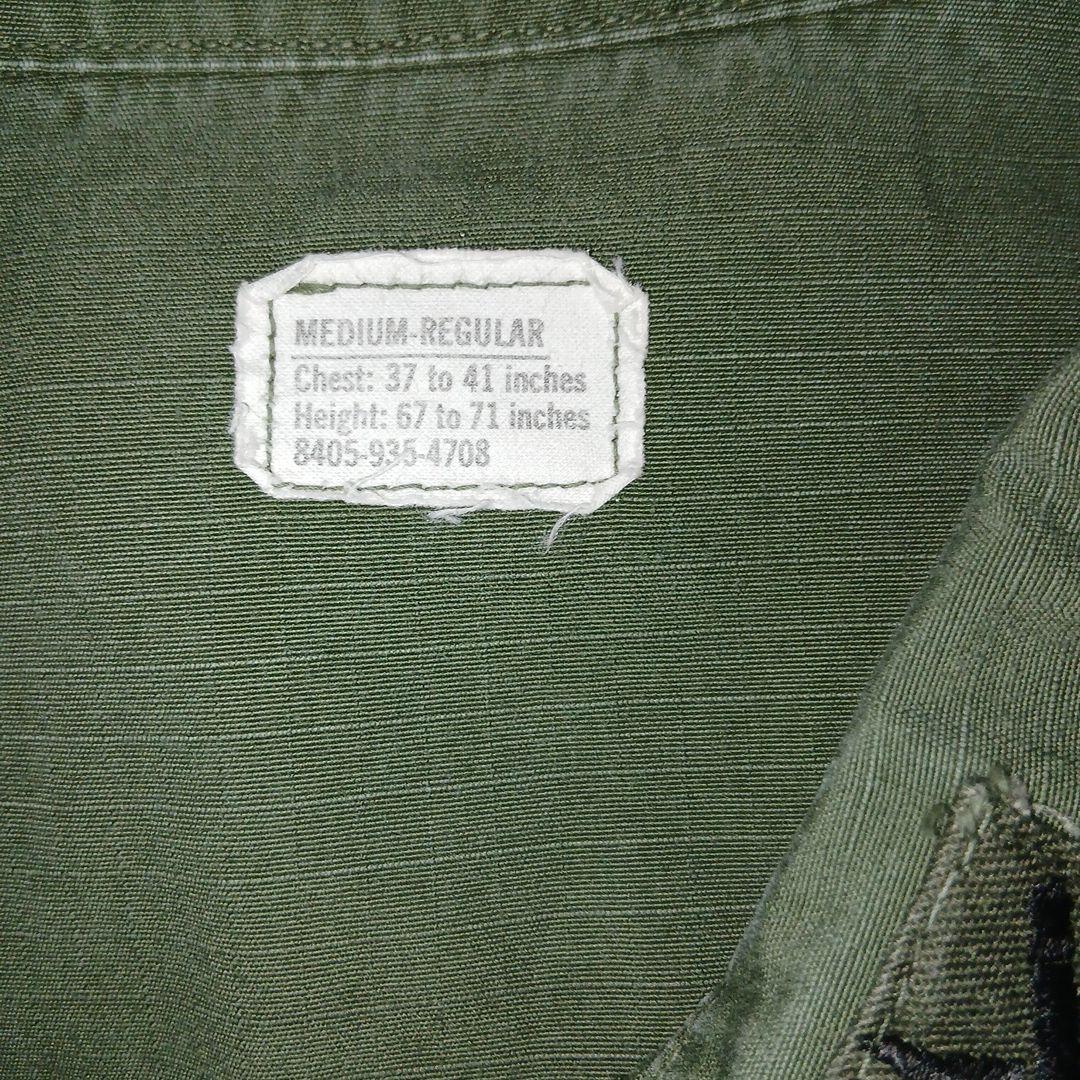 MEDIUM-REGULAR
Chest: 37 to 41 inches
Height: 67 to 71 inches
8405-935-4708